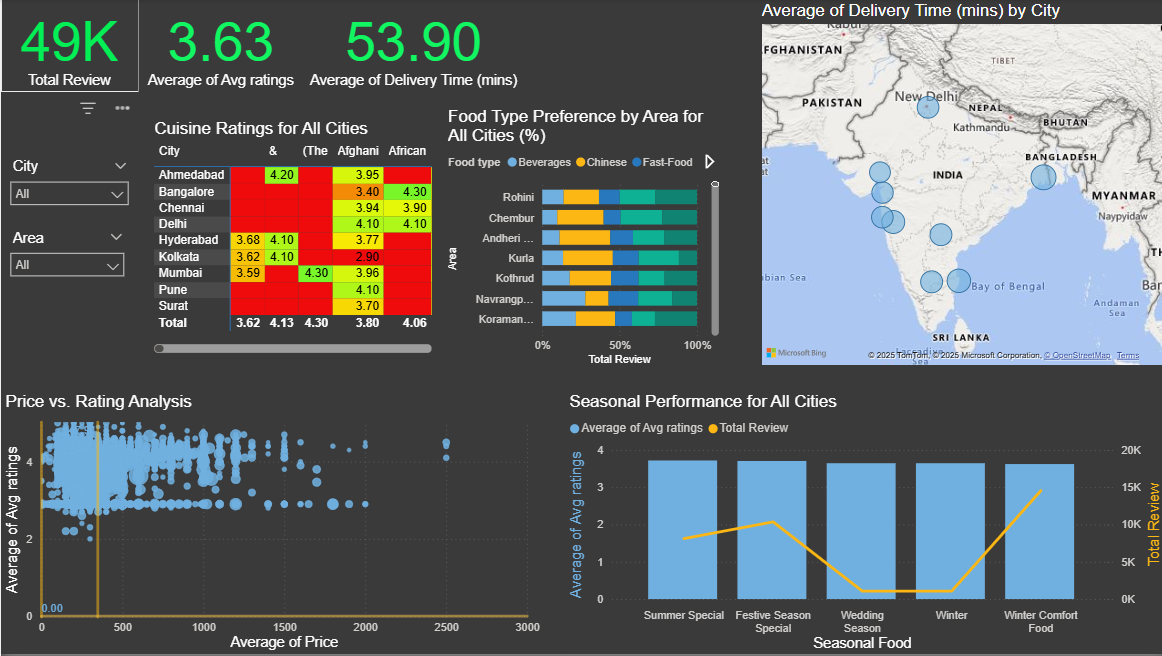 49K
Total Review
3.63
Average of Avg ratings
53.90
Average of Delivery Time (mins)
City
All
Area
All
Cuisine Ratings for All Cities
City & (The Afghani African
Ahmedabad 4.20 3.95
Bangalore 3.40 4.30
Chennai 3.94 3.90
Delhi 4.10 4.10
Hyderabad 3.68 4.10 3.77
Kolkata 3.62 4.10 2.90
Mumbai 3.59 4.30 3.96
Pune 4.10
Surat 3.70
Total 3.62 4.13 4.30 3.80 4.06
Food Type Preference by Area for
All Cities (%)
Food type Beverages Chinese Fast-Food
Area
Rohini
Chembur
Andheri ...
Kurla
Kothrud
Navrangp...
Koraman...
0% 50% 100%
Total Review
Average of Delivery Time (mins) by City
Kabul
FGHANISTAN
TIBET
PAKISTAN
New Delhi
NEPAL
BHUTAN
Kathmandu
BANGLADESH
INDIA
MYANMAR
Naypyidaw
bian Sea
Bay of Bengal
Andaman
Sea
Ban
SRI LANKA
Laccadive
Sea
Microsoft Bing
© 2025 TomTom, © 2025 Microsoft Corporation, © OpenStreetMap Terms
Price vs. Rating Analysis
Average of Avg ratings
4
2
0
0.00
0 500 1000 1500 2000 2500 3000
Average of Price
Seasonal Performance for All Cities
Average of Avg ratings Total Review
Average of Avg ratings
4
3
2
1
0
20K
15K
10K
5K
0K
Total Review
Summer Special
Festive Season
Special
Wedding
Season
Winter
Winter Comfort
Food
Seasonal Food